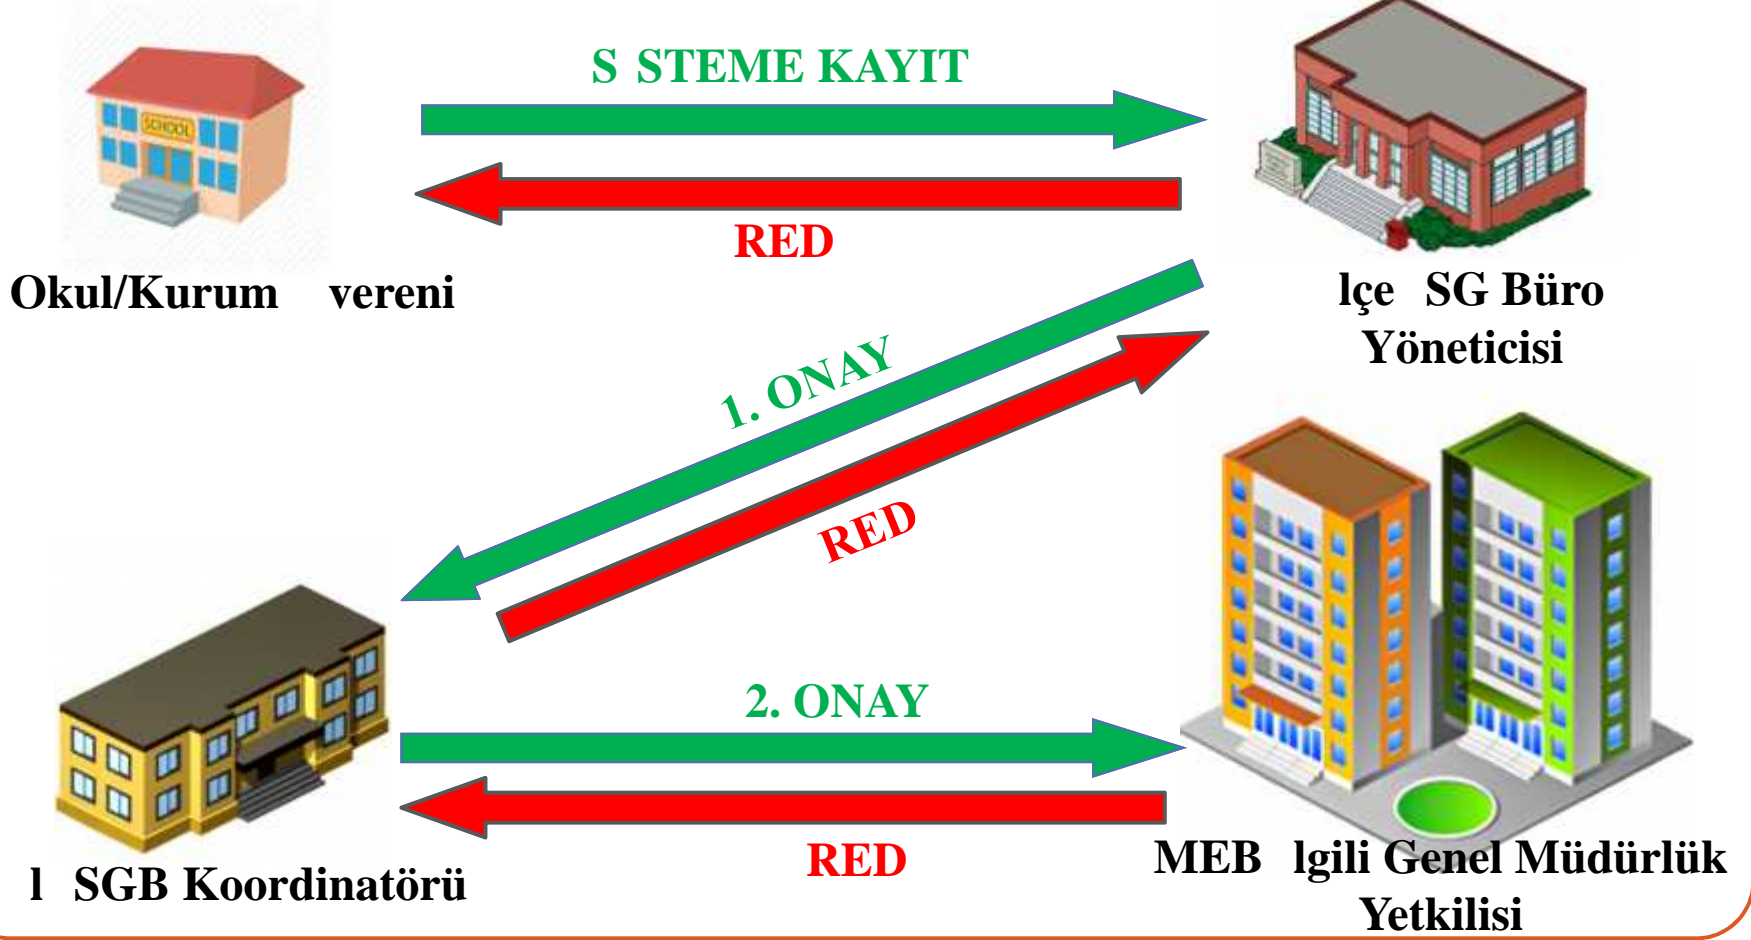 S STEME KAYIT
SCHOOL
RED
Okul/Kurum vereni
lçe SG Büro
Yöneticisi
1. ONAY
RED
2. ONAY
RED
l SGB Koordinatörü
MEB lgili Genel Müdürlük
Yetkilisi